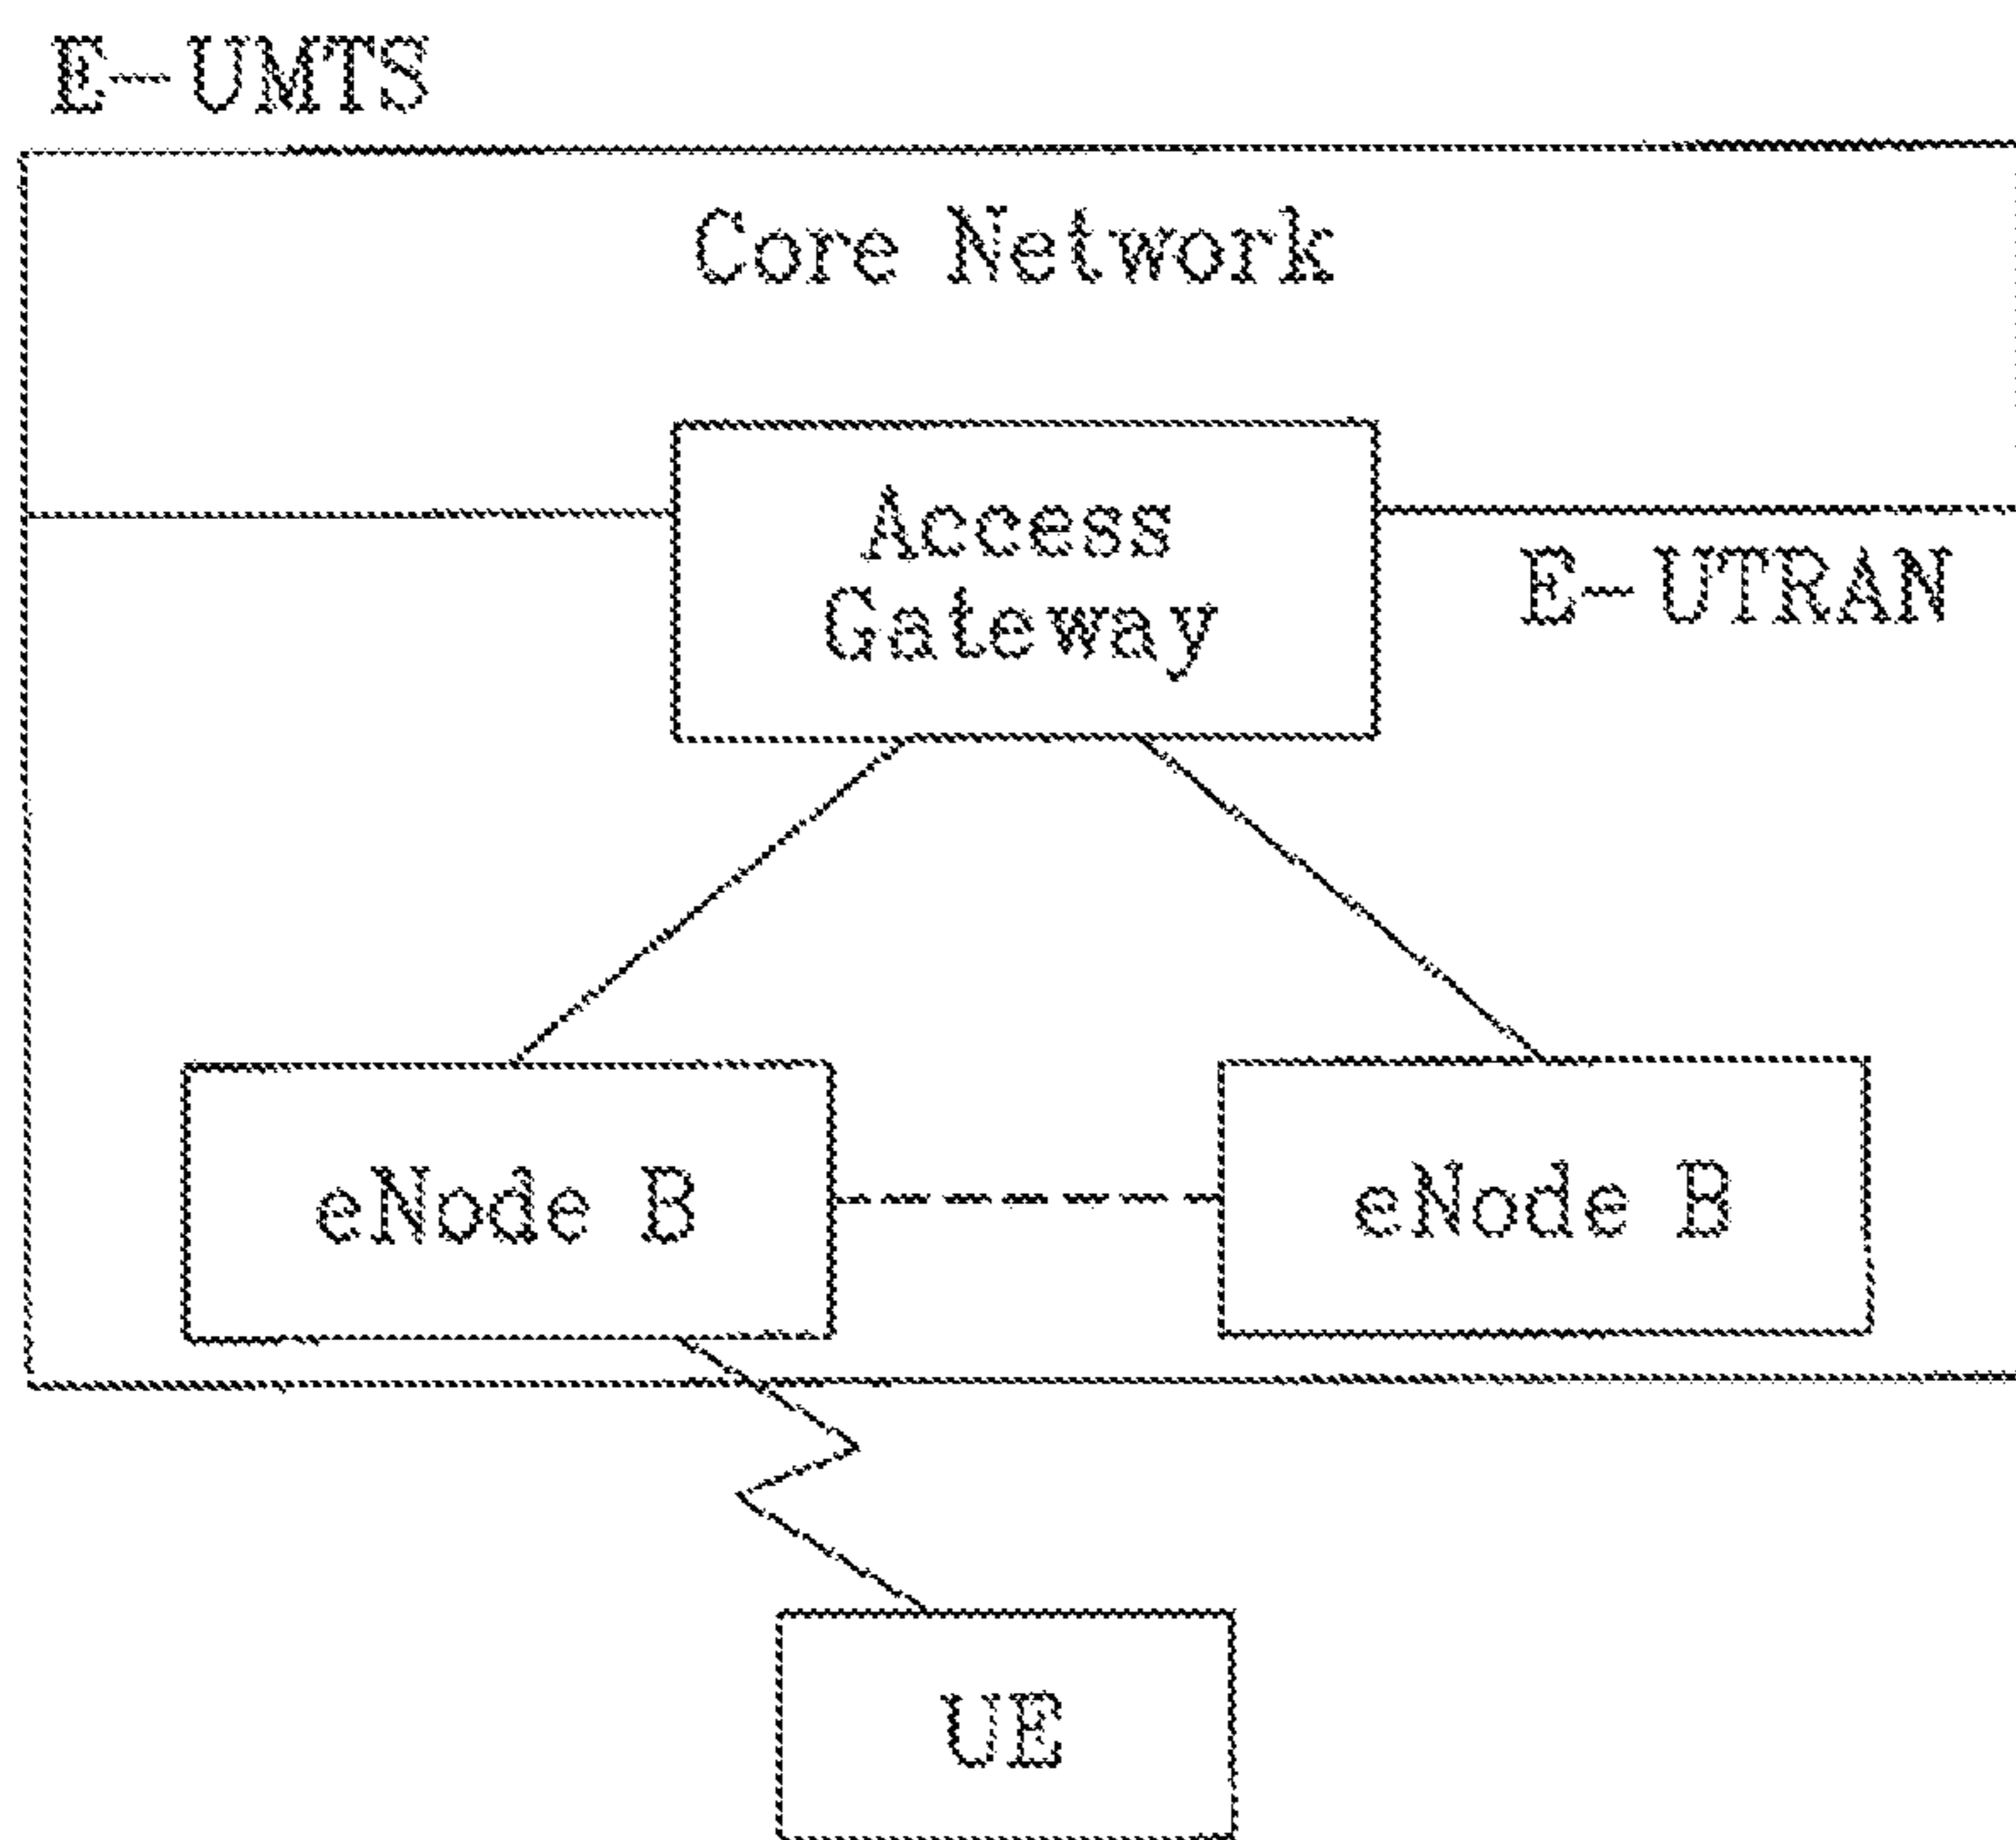 E-UMTS
Core Network
Access
Gateway
E-UTRAN
eNode B
eNode B
UE